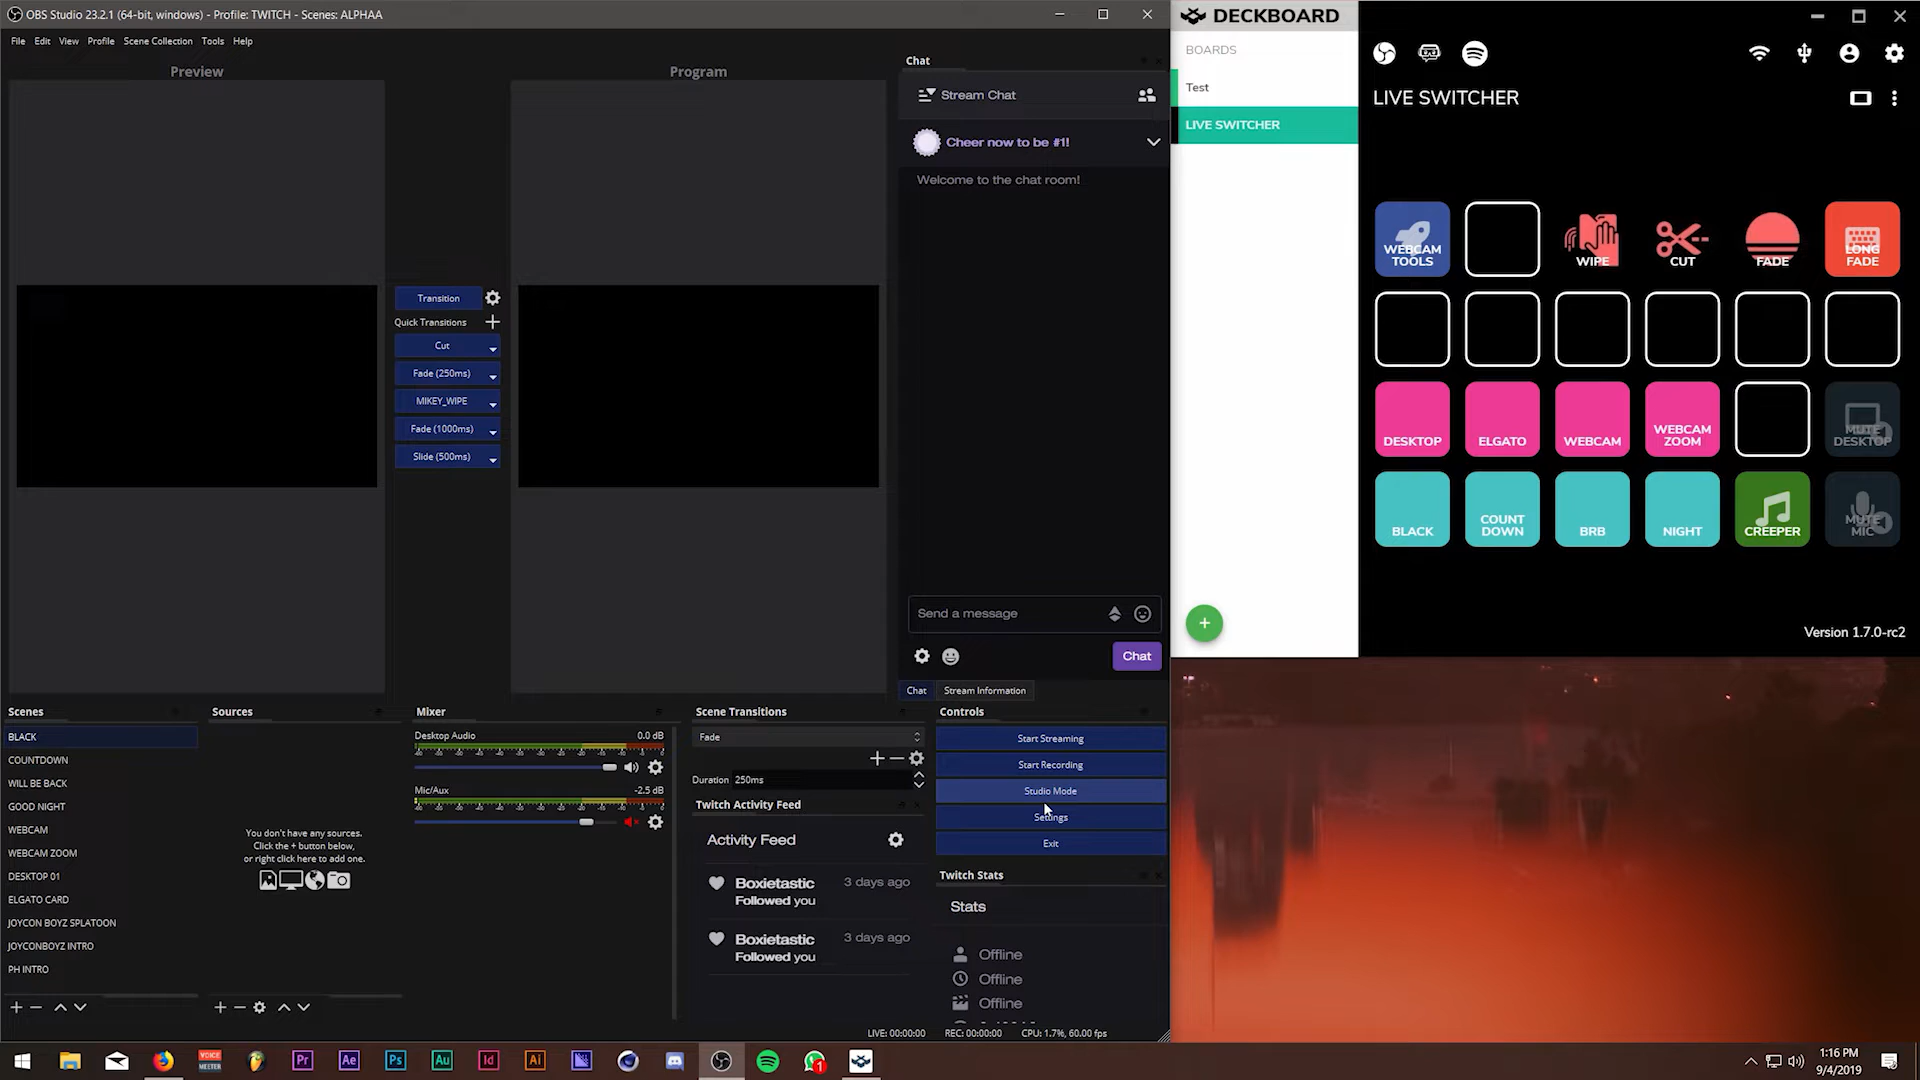 OBS Studio 23.2.1 (64-bit, windows) - Profile: TWITCH - Scenes: ALPHAA
File Edit View Profile Scene Collection Tools Help
Preview
Program
Transition
Quick Transitions
Cut
Fade (250ms)
MIKEY_WIPE
Fade (1000ms)
Slide (500ms)
Chat
Stream Chat
Cheer now to be #1!
Welcome to the chat room!
Send a message
Chat
Chat Stream Information
Scenes
BLACK
COUNTDOWN
WILL BE BACK
GOOD NIGHT
WEBCAM
WEBCAM ZOOM
DESKTOP 01
ELGATO CARD
JOYCON BOYZ SPLATOON
JOYCONBOYZ INTRO
PH INTRO
Sources
You don't have any sources.
Click the + button below,
or right click here to add one.
Mixer
Desktop Audio 0.0 dB
Mic/Aux -2.5 dB
Scene Transitions
Fade
Duration 250ms
Twitch Activity Feed
Activity Feed
Boxietastic 3 days ago
Followed you
Boxietastic 3 days ago
Followed you
Controls
Start Streaming
Start Recording
Studio Mode
Settings
Exit
Twitch Stats
Stats
Offline
Offline
Offline
LIVE: 00:00:00 REC: 00:00:00 CPU: 1.7%, 60.00 fps
DECKBOARD
BOARDS
Test
LIVE SWITCHER
LIVE SWITCHER
WEBCAM
TOOLS
WIPE
CUT
FADE
LONG
FADE
DESKTOP
ELGATO
WEBCAM
WEBCAM
ZOOM
MUTE
DESKTOP
BLACK
COUNT
DOWN
BRB
NIGHT
CREEPER
MUTE
MIC
Version 1.7.0-rc2
VOICE
MEETER
Pr
Ae
Ps
Au
Id
Ai
1
1:16 PM
9/4/2019